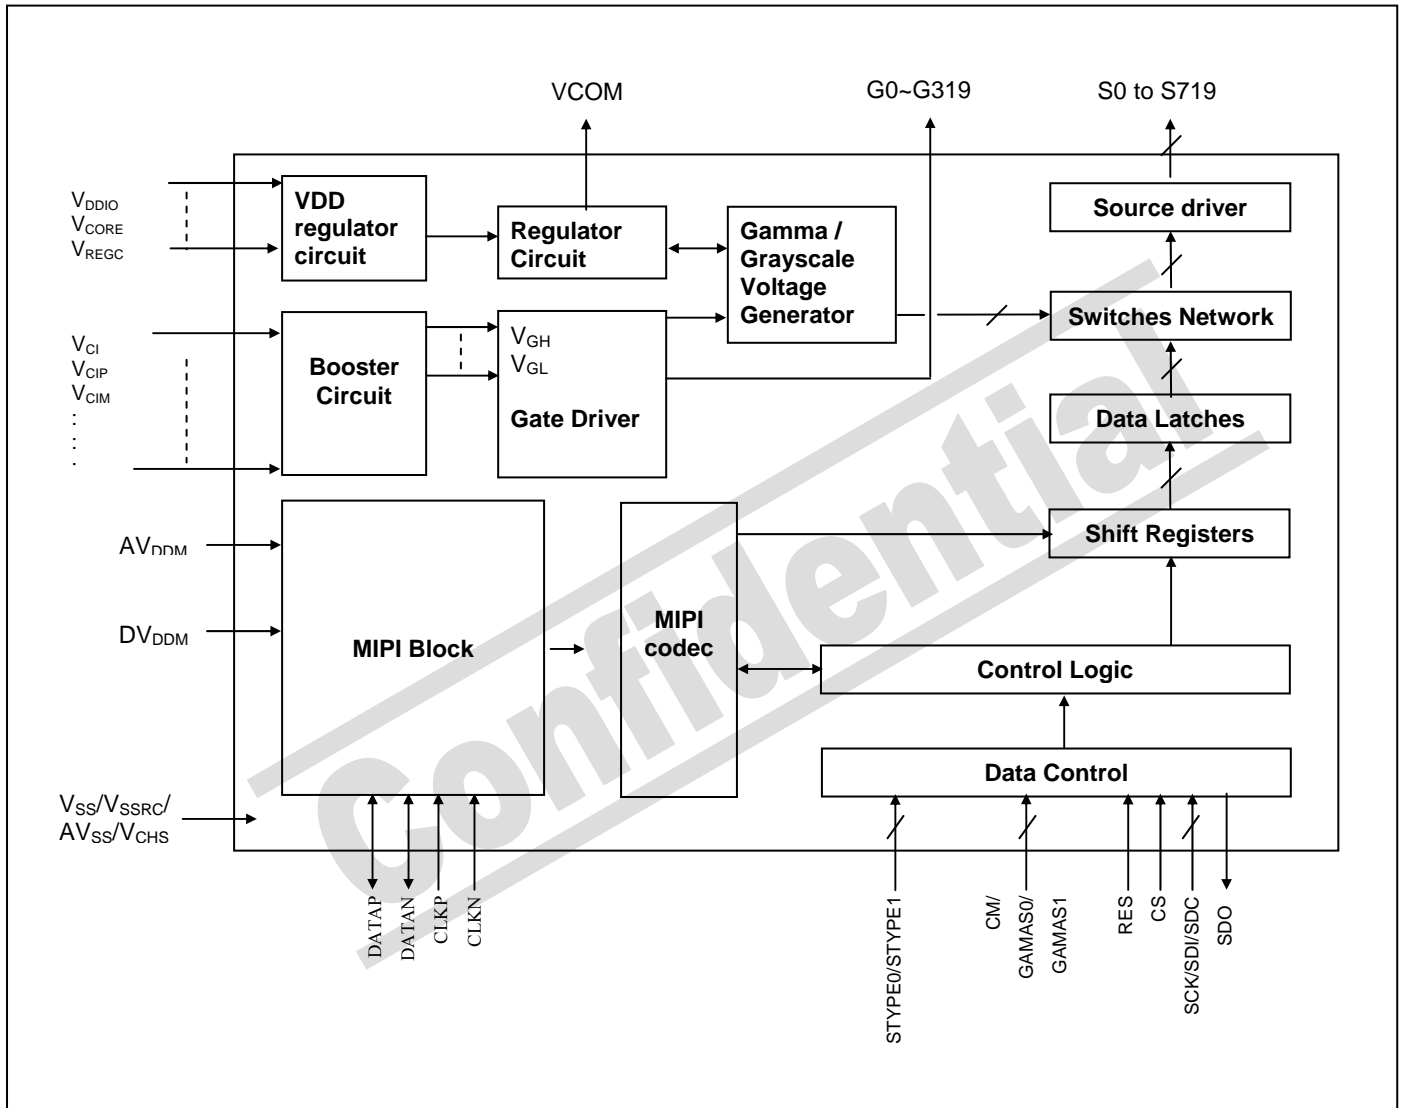 VCOM
G0~G319
S0 to S719
VDDIO
VCORE
VREGC
VDD
regulator
circuit
Regulator
Circuit
Gamma /
Grayscale
Voltage
Generator
Source driver
Switches Network
VCI
VCIP
VCIM
:
:
.
Booster
Circuit
VGH
VGL
Gate Driver
Data Latches
Shift Registers
AVDDM
DVDDM
MIPI Block
MIPI
codec
Control Logic
Data Control
VSS/VSSRC/
AVSS/VCHS
DATAP
DATAN
CLKP
CLKN
STYPE0/STYPE1
CM/
GAMAS0/
GAMAS1
RES
CS
SCK/SDI/SDC
SDO
Confidential